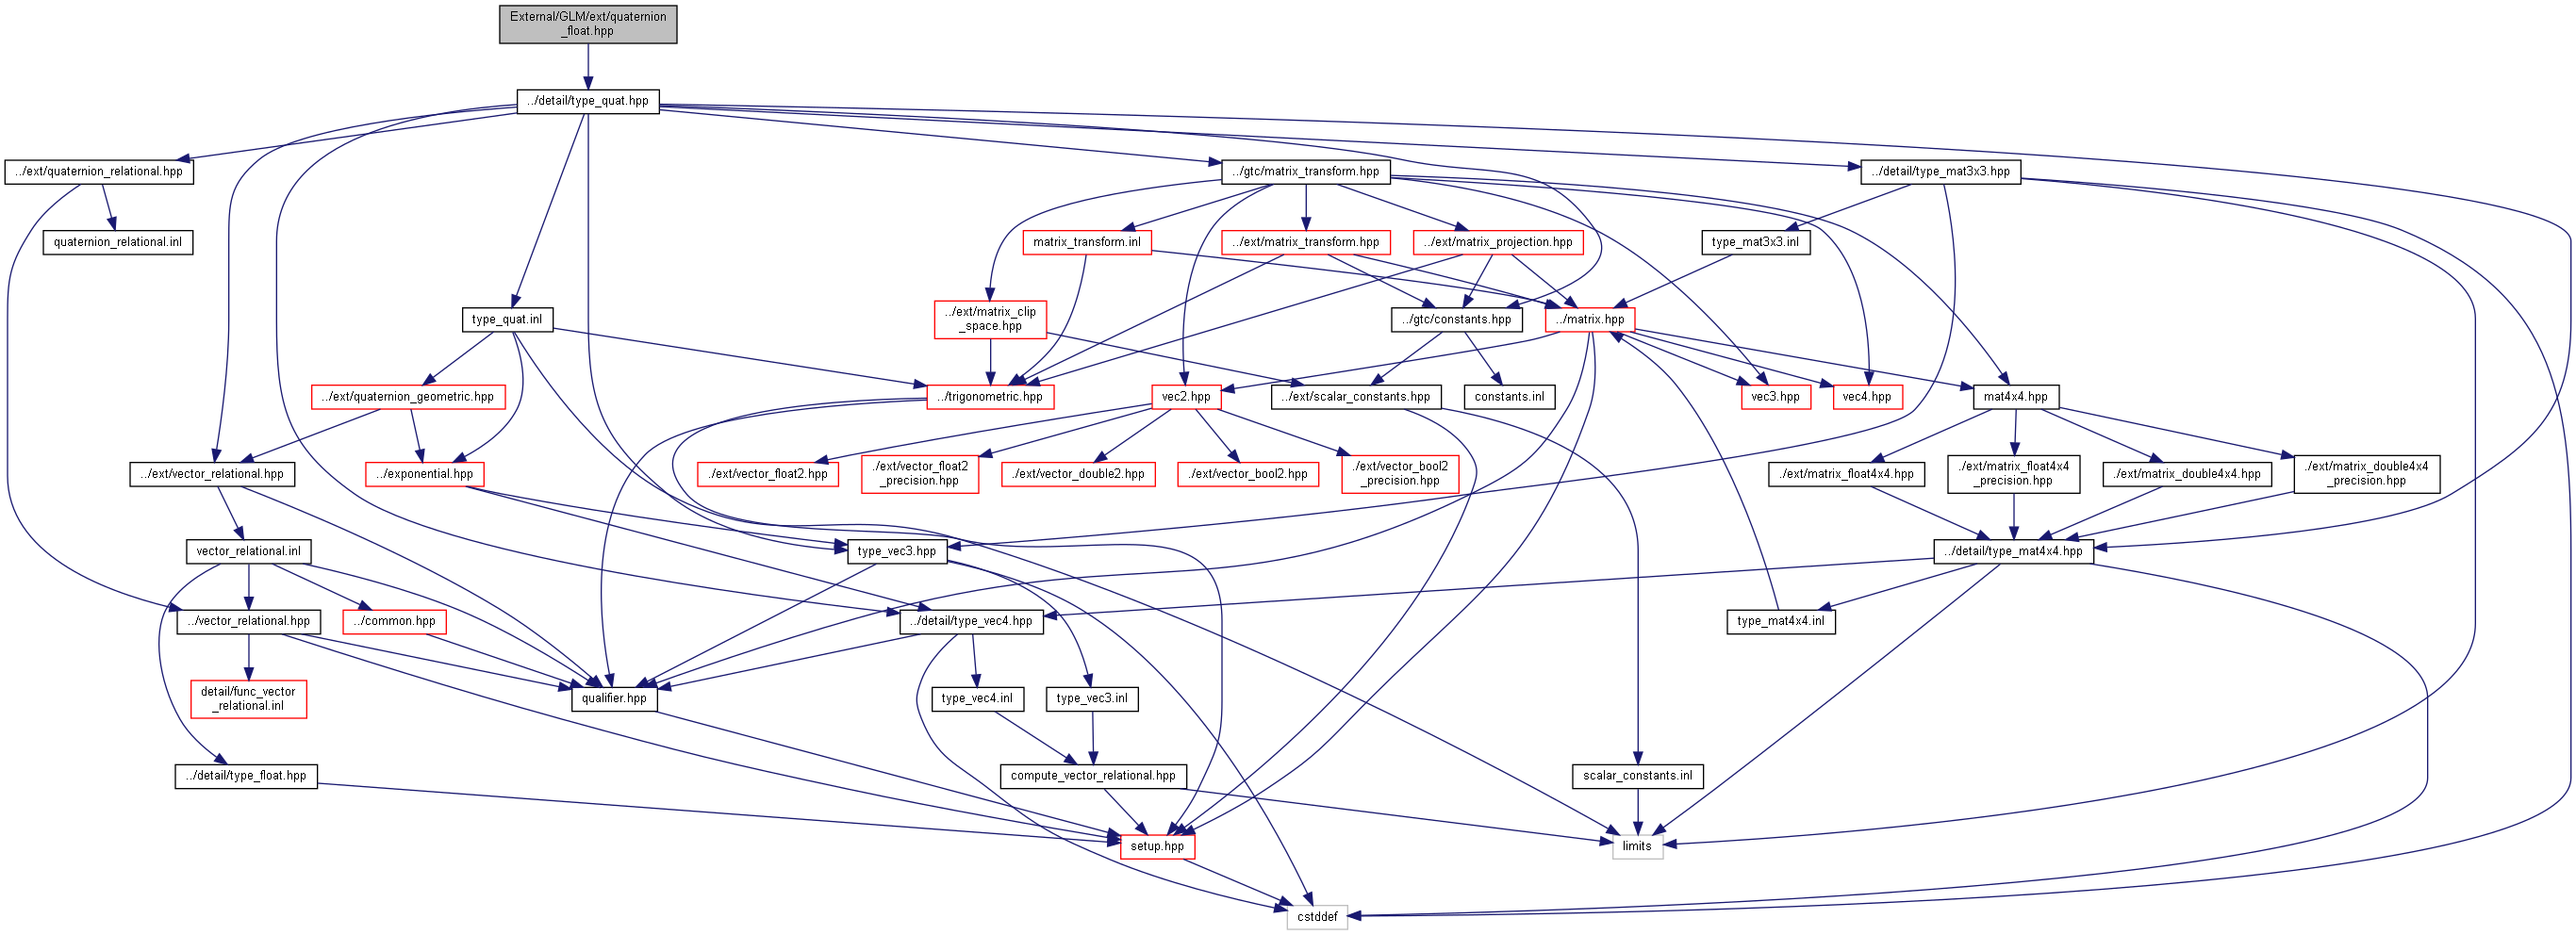 External/GLM/ext/quaternion
_float.hpp
../detail/type_quat.hpp
../ext/quaternion_relational.hpp
../gtc/matrix_transform.hpp
../detail/type_mat3x3.hpp
quaternion_relational.inl
matrix_transform.inl
../ext/matrix_transform.hpp
../ext/matrix_projection.hpp
type_mat3x3.inl
type_quat.inl
../ext/matrix_clip
_space.hpp
../gtc/constants.hpp
../matrix.hpp
../ext/quaternion_geometric.hpp
../trigonometric.hpp
vec2.hpp
../ext/scalar_constants.hpp
constants.inl
vec3.hpp
vec4.hpp
mat4x4.hpp
../ext/vector_relational.hpp
../exponential.hpp
./ext/vector_float2.hpp
./ext/vector_float2
_precision.hpp
./ext/vector_double2.hpp
./ext/vector_bool2.hpp
./ext/vector_bool2
_precision.hpp
./ext/matrix_float4x4.hpp
./ext/matrix_float4x4
_precision.hpp
./ext/matrix_double4x4.hpp
./ext/matrix_double4x4
_precision.hpp
vector_relational.inl
type_vec3.hpp
../detail/type_mat4x4.hpp
../vector_relational.hpp
../common.hpp
../detail/type_vec4.hpp
type_mat4x4.inl
detail/func_vector
_relational.inl
qualifier.hpp
type_vec4.inl
type_vec3.inl
../detail/type_float.hpp
compute_vector_relational.hpp
scalar_constants.inl
setup.hpp
limits
cstddef